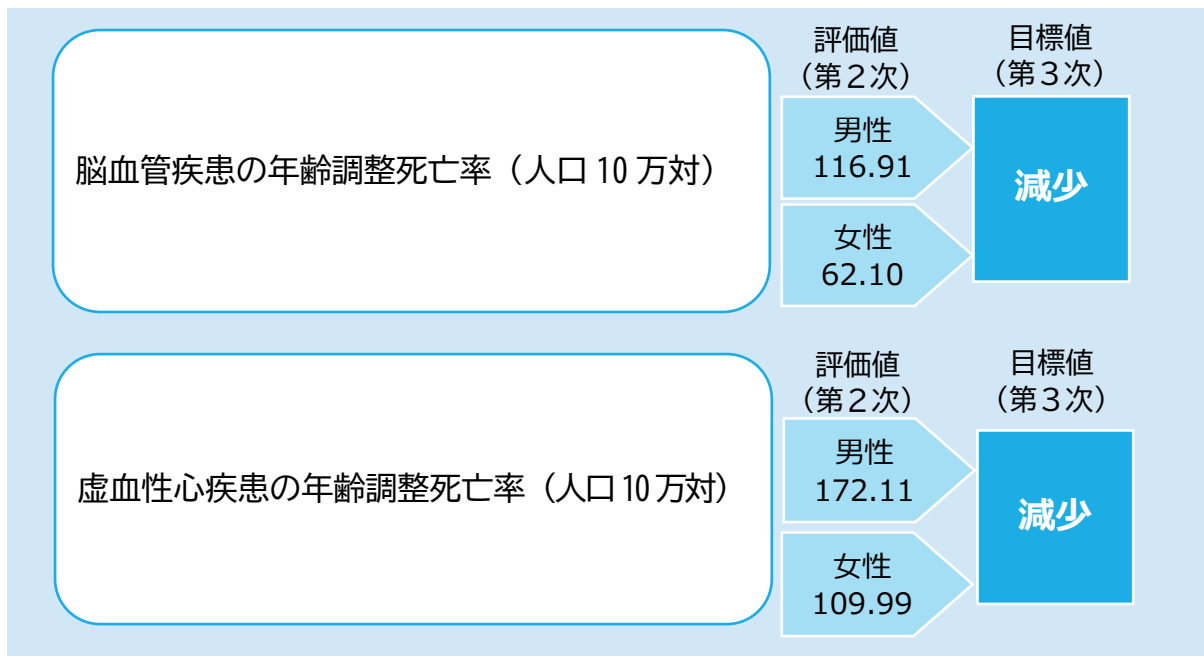 評価値
（第２次）
目標値
（第３次）
脳血管疾患の年齢調整死亡率（人口 10 万対）
男性
116.91
女性
62.10
減少
評価値
（第２次）
目標値
（第３次）
虚血性心疾患の年齢調整死亡率（人口 10 万対）
男性
172.11
女性
109.99
減少